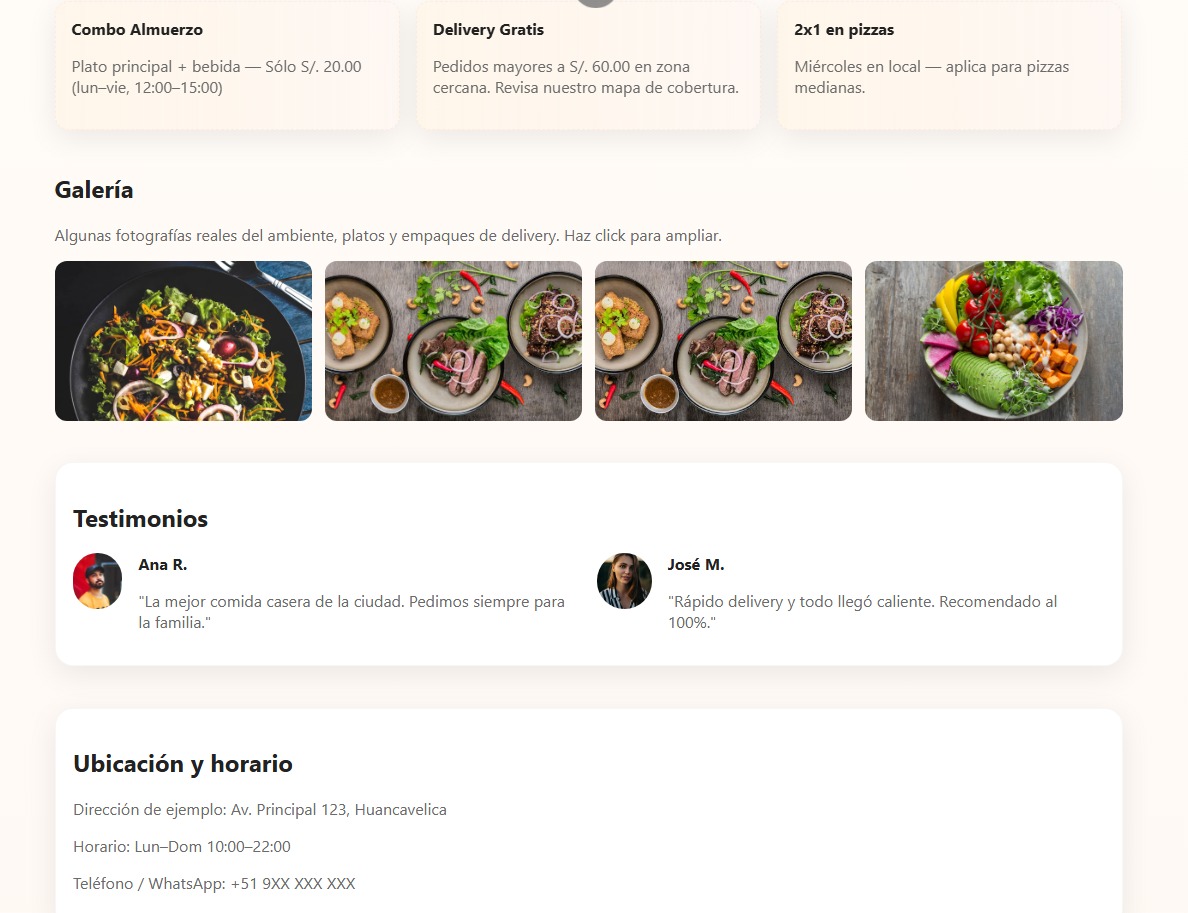 Combo Almuerzo
Plato principal + bebida — Sólo S/. 20.00
(lun–vie, 12:00–15:00)
Delivery Gratis
Pedidos mayores a S/. 60.00 en zona
cercana. Revisa nuestro mapa de cobertura.
2x1 en pizzas
Miércoles en local — aplica para pizzas
medianas.
Galería
Algunas fotografías reales del ambiente, platos y empaques de delivery. Haz click para ampliar.
Testimonios
Ana R.
"La mejor comida casera de la ciudad. Pedimos siempre para
la familia."
José M.
"Rápido delivery y todo llegó caliente. Recomendado al
100%."
Ubicación y horario
Dirección de ejemplo: Av. Principal 123, Huancavelica
Horario: Lun–Dom 10:00–22:00
Teléfono / WhatsApp: +51 9XX XXX XXX